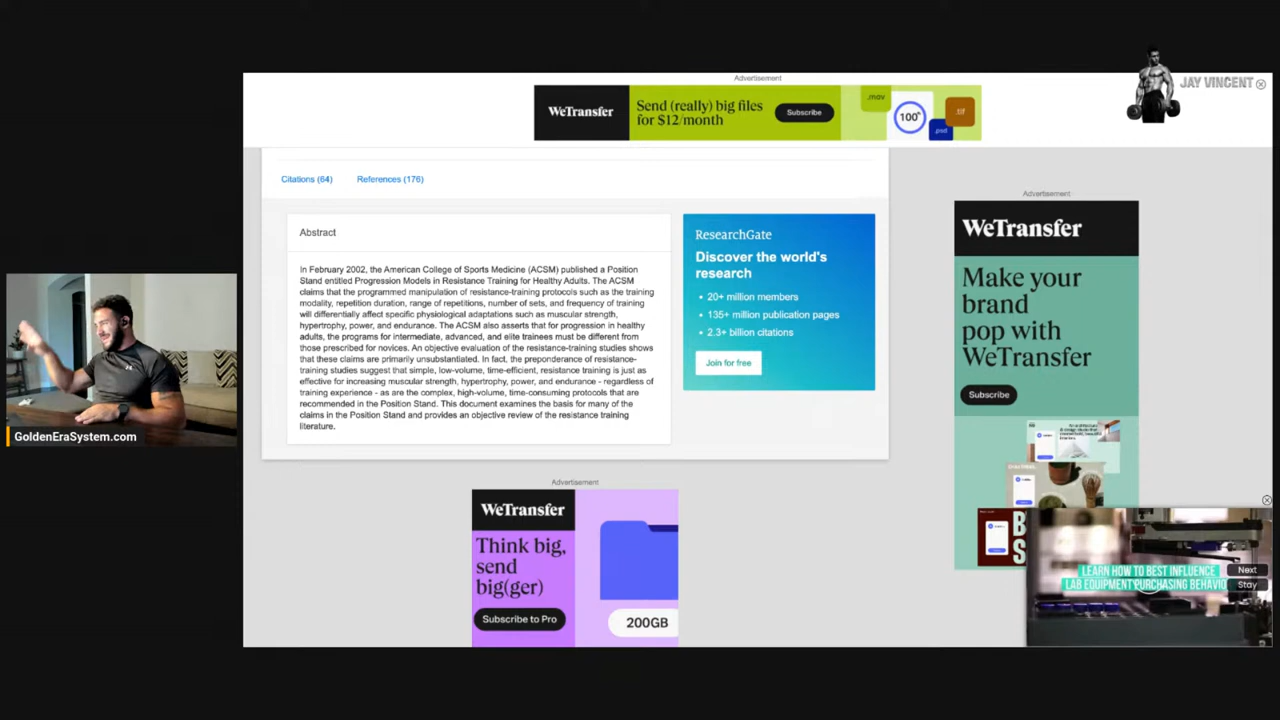 Advertisement
JAY VINCENT
WeTransfer
Send (really) big files
for $12/month
Subscribe
.mov
100%
.psd
.tif
Citations (64)
References (176)
Abstract
In February 2002, the American College of Sports Medicine (ACSM) published a Position
Stand entitled Progression Models in Resistance Training for Healthy Adults. The ACSM
claims that the programmed manipulation of resistance-training protocols such as the training
modality, repetition duration, range of repetitions, number of sets, and frequency of training
will differentially affect specific physiological adaptations such as muscular strength,
hypertrophy, power, and endurance. The ACSM also asserts that for progression in healthy
adults, the programs for intermediate, advanced, and elite trainees must be different from
those prescribed for novices. An objective evaluation of the resistance-training studies shows
that these claims are primarily unsubstantiated. In fact, the preponderance of resistance-
training studies suggest that simple, low-volume, time-efficient, resistance training is just as
effective for increasing muscular strength, hypertrophy, power, and endurance - regardless of
training experience - as are the complex, high-volume, time-consuming protocols that are
recommended in the Position Stand. This document examines the basis for many of the
claims in the Position Stand and provides an objective review of the resistance training
literature.
ResearchGate
Discover the world's
research
• 20+ million members
• 135+ million publication pages
• 2.3+ billion citations
Join for free
Advertisement
WeTransfer
Make your
brand
pop with
WeTransfer
Subscribe
GoldenEraSystem.com
Advertisement
WeTransfer
Think big,
send
big(ger)
Subscribe to Pro
200GB
B
S
LEARN HOW TO BEST INFLUENCE
LAB EQUIPMENT PURCHASING BEHAVIO
Next
Stay